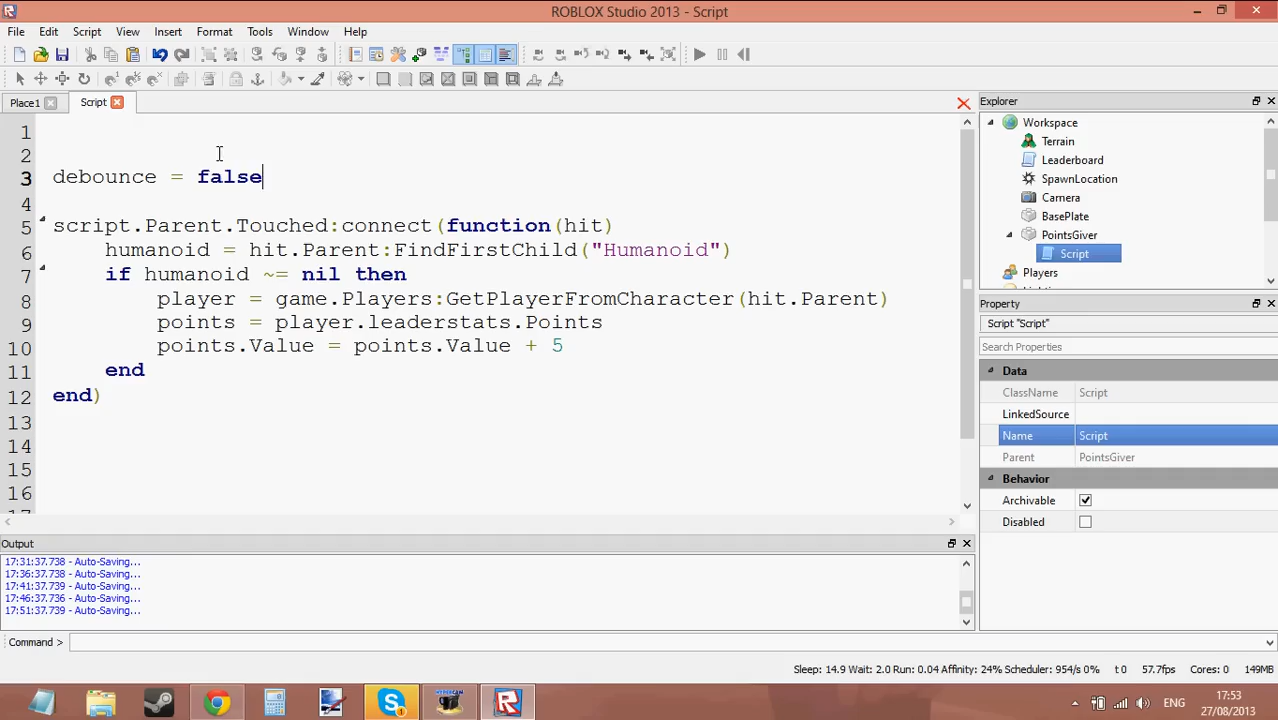 ROBLOX Studio 2013 - Script
File Edit Script View Insert Format Tools Window Help
Place1 Script
1
2
3 debounce = false
4
5 script.Parent.Touched:connect(function(hit)
6 humanoid = hit.Parent:FindFirstChild("Humanoid")
7 if humanoid ~= nil then
8 player = game.Players:GetPlayerFromCharacter(hit.Parent)
9 points = player.leaderstats.Points
10 points.Value = points.Value + 5
11 end
12 end)
13
14
15
16
Explorer
Workspace
Terrain
Leaderboard
SpawnLocation
Camera
BasePlate
PointsGiver
Script
Players
Property
Script "Script"
Search Properties
Data
ClassName Script
LinkedSource
Name Script
Parent PointsGiver
Behavior
Archivable
Disabled
Output
17:31:37.738 - Auto-Saving...
17:36:37.738 - Auto-Saving...
17:41:37.739 - Auto-Saving...
17:46:37.736 - Auto-Saving...
17:51:37.739 - Auto-Saving...
Command >
Sleep: 14.9 Wait: 2.0 Run: 0.04 Affinity: 24% Scheduler: 954/s 0% t 0 57.7fps Cores: 0 149MB
ENG
17:53
27/08/2013